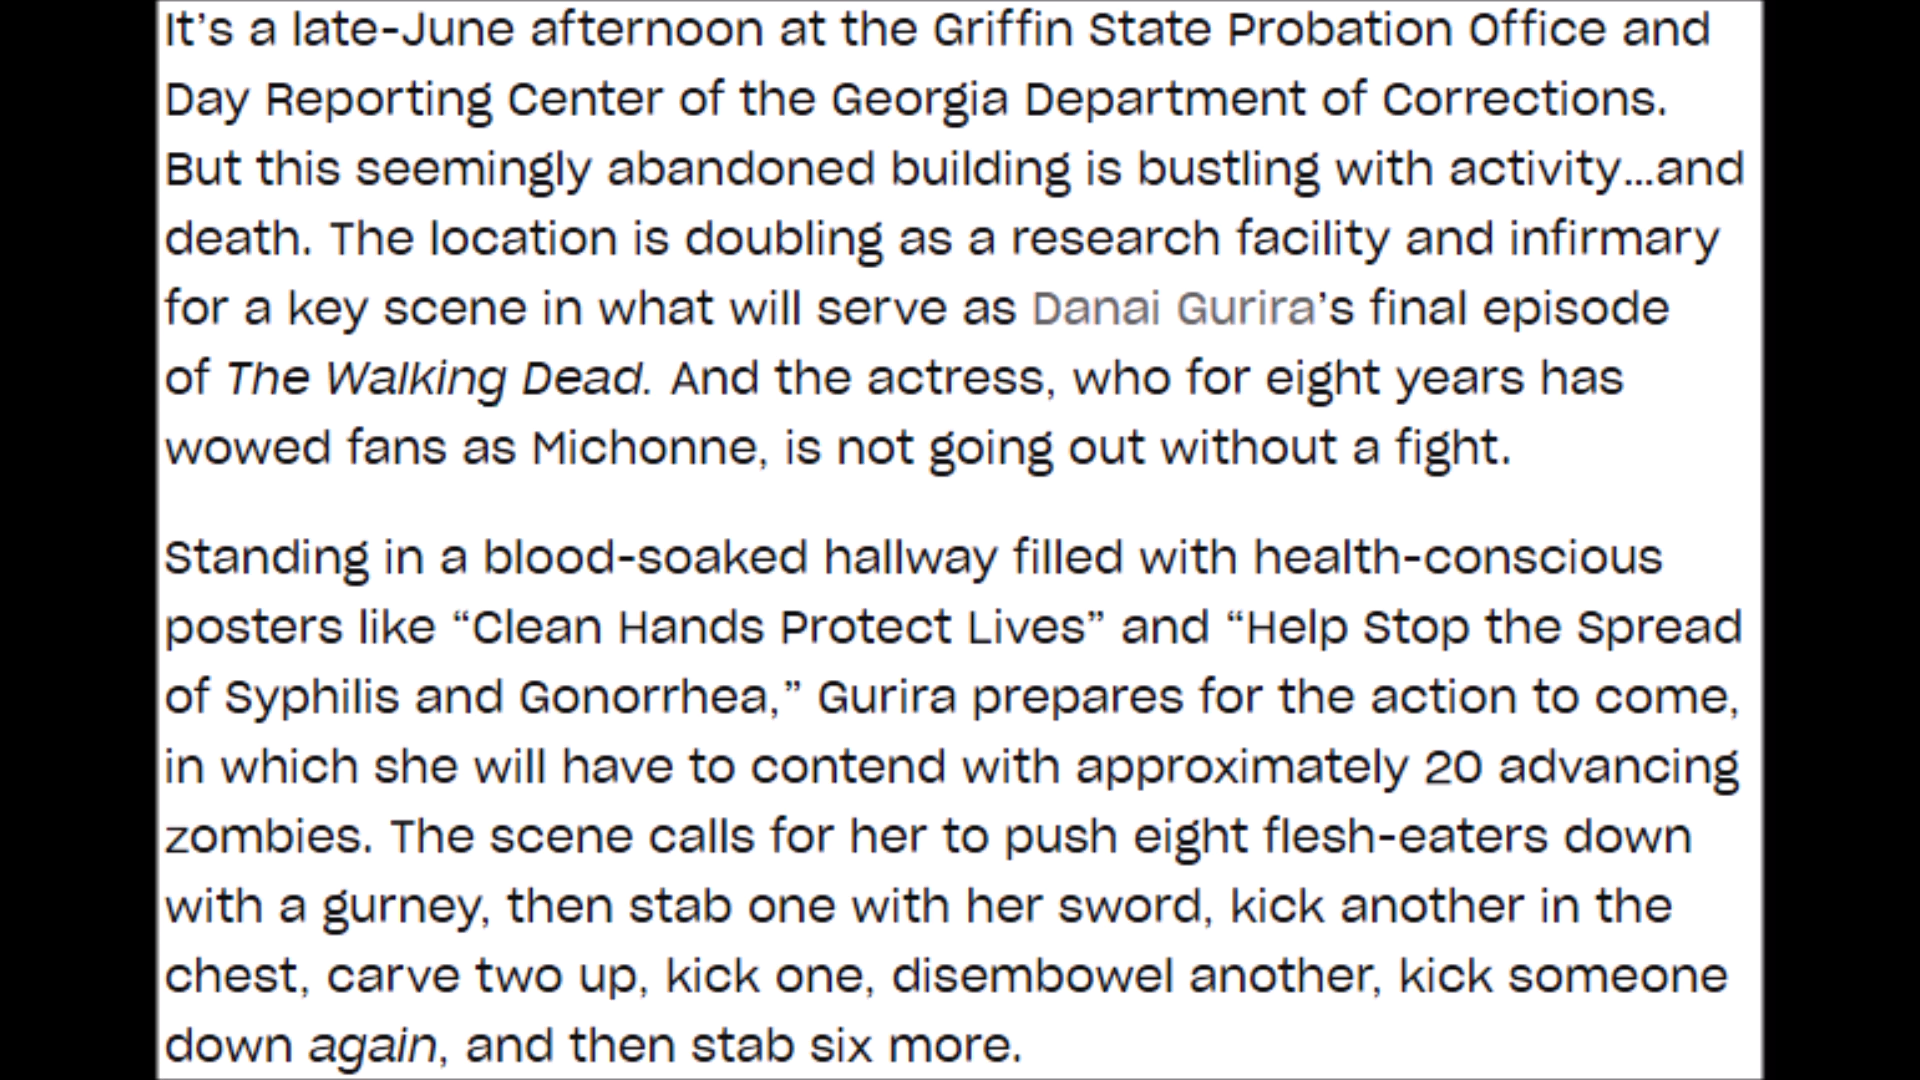 It’s a late-June afternoon at the Griffin State Probation Office and
Day Reporting Center of the Georgia Department of Corrections.
But this seemingly abandoned building is bustling with activity…and
death. The location is doubling as a research facility and infirmary
for a key scene in what will serve as Danai Gurira’s final episode
of The Walking Dead. And the actress, who for eight years has
wowed fans as Michonne, is not going out without a fight.
Standing in a blood-soaked hallway filled with health-conscious
posters like “Clean Hands Protect Lives” and “Help Stop the Spread
of Syphilis and Gonorrhea,” Gurira prepares for the action to come,
in which she will have to contend with approximately 20 advancing
zombies. The scene calls for her to push eight flesh-eaters down
with a gurney, then stab one with her sword, kick another in the
chest, carve two up, kick one, disembowel another, kick someone
down again, and then stab six more.